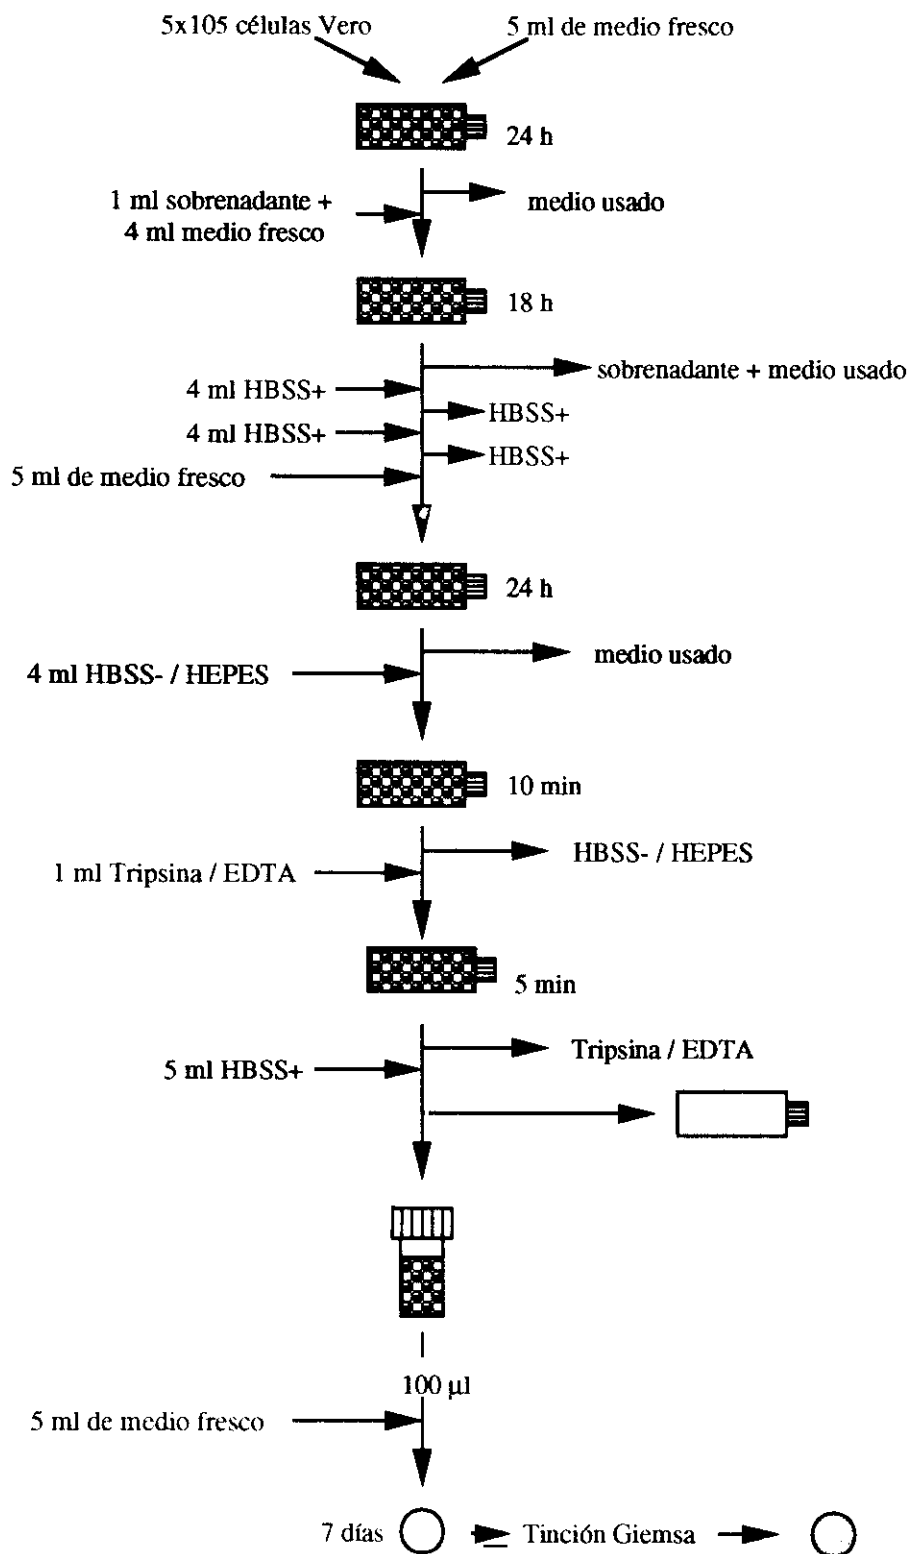 5x105 células Vero
5 ml de medio fresco
24 h
1 ml sobrenadante +
4 ml medio fresco
medio usado
18 h
sobrenadante + medio usado
4 ml HBSS+
HBSS+
4 ml HBSS+
HBSS+
5 ml de medio fresco
24 h
medio usado
4 ml HBSS- / HEPES
10 min
HBSS- / HEPES
1 ml Tripsina / EDTA
5 min
Tripsina / EDTA
5 ml HBSS+
100 µl
5 ml de medio fresco
7 días
Tinción Giemsa